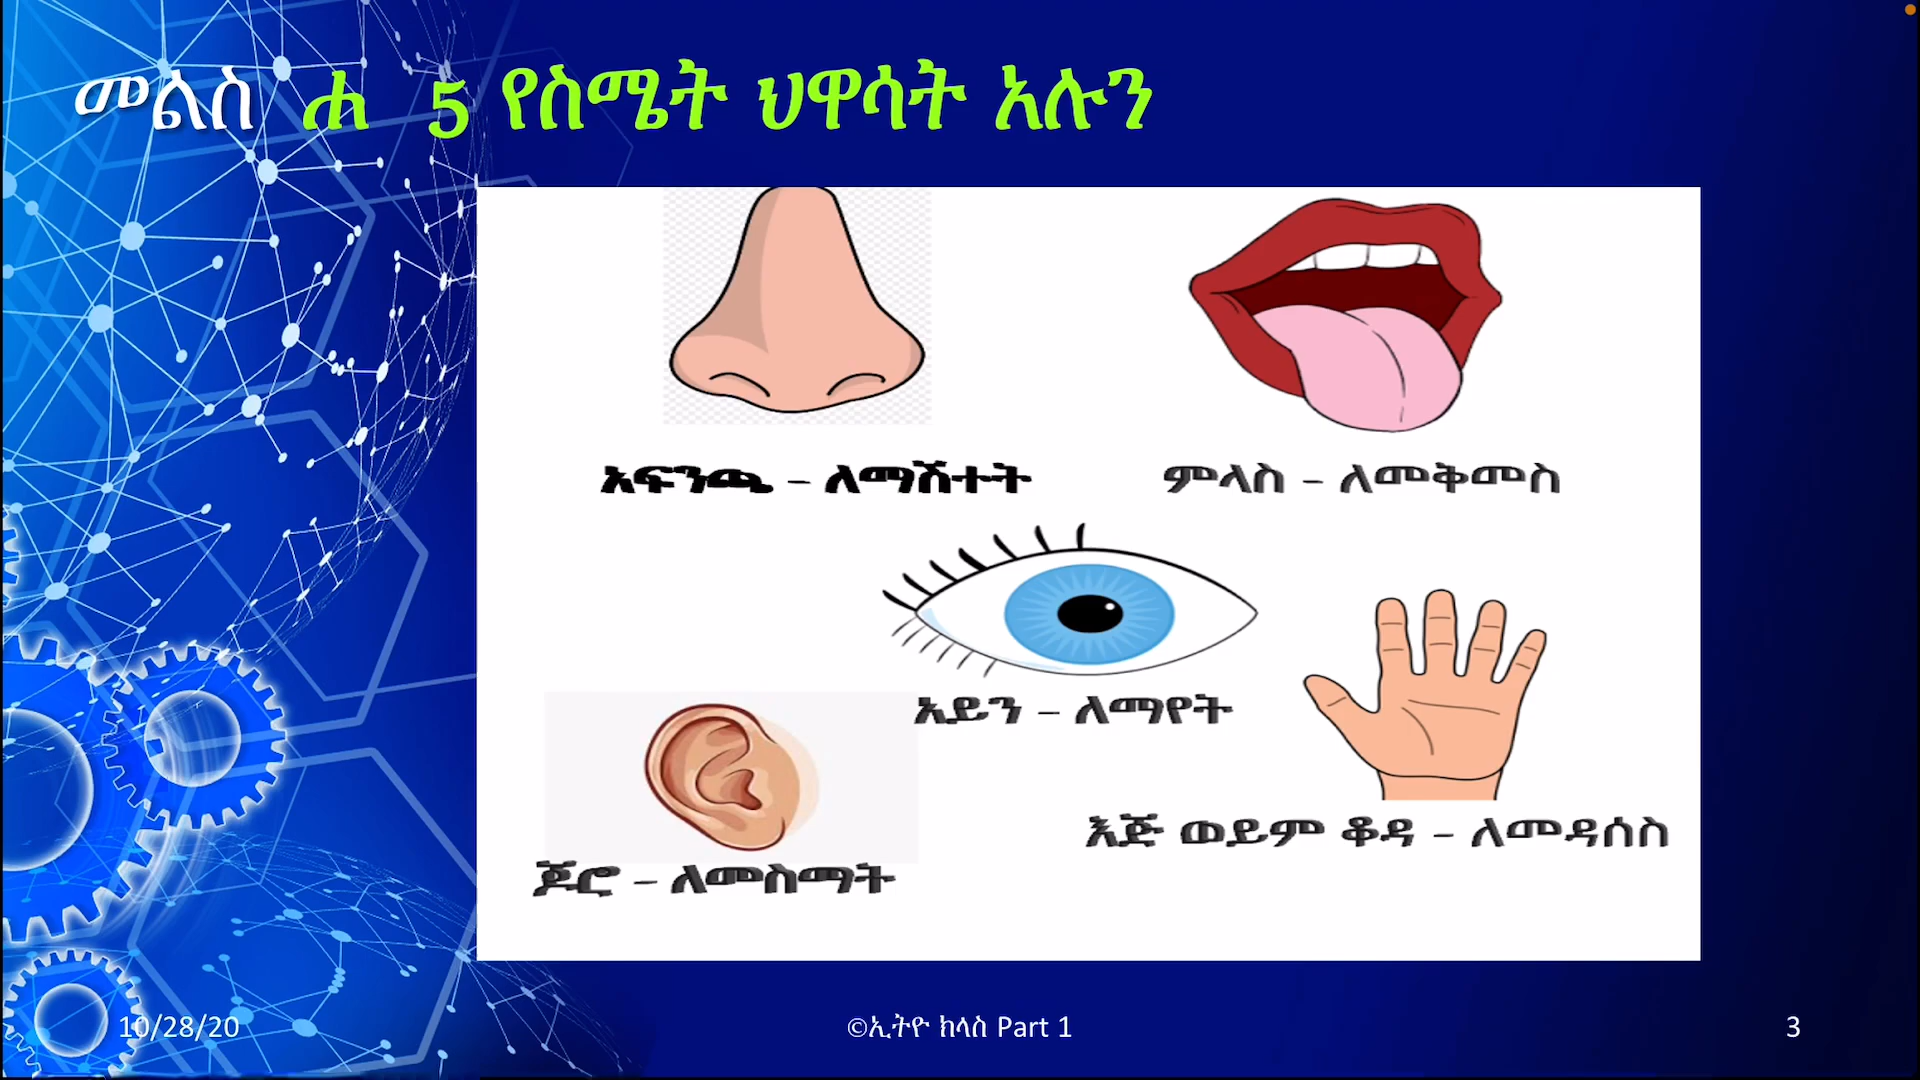 መልስ ሐ 5 የስሜት ህዋሳት አሉን
አፍንጫ – ለማሽተት
ምላስ – ለመቅመስ
አይን – ለማየት
እጅ ወይም ቆዳ – ለመዳሰስ
ጆሮ – ለመስማት
10/28/20
©ኢትዮ ክላስ Part 1
3